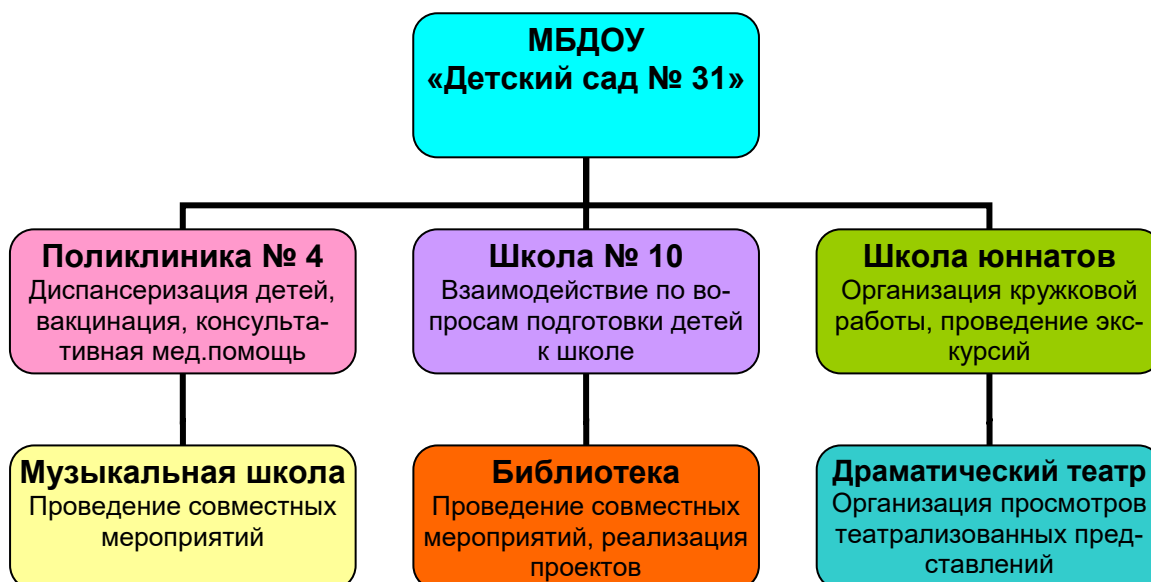 МБДОУ
«Детский сад № 31»
Поликлиника № 4
Диспансеризация детей,
вакцинация, консульта-
тивная мед.помощь
Школа № 10
Взаимодействие по во-
просам подготовки детей
к школе
Школа юннатов
Организация кружковой
работы, проведение экс-
курсий
Музыкальная школа
Проведение совместных
мероприятий
Библиотека
Проведение совместных
мероприятий, реализация
проектов
Драматический театр
Организация просмотров
театрализованных пред-
ставлений